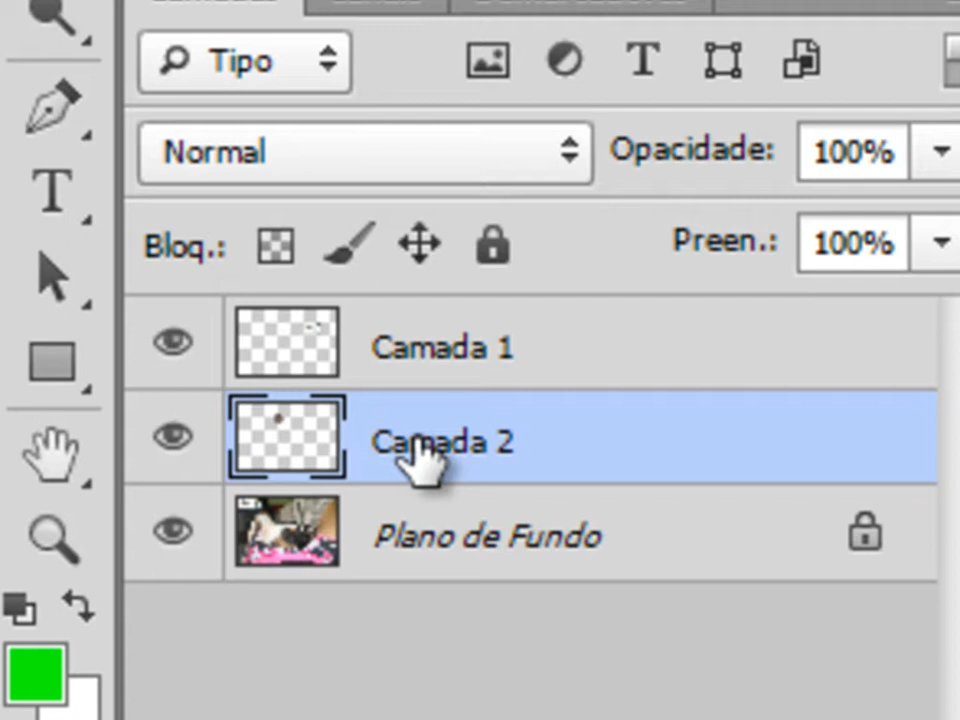 Tipo
Normal Opacidade: 100%
Bloq.: Preen.: 100%
Camada 1
Camada 2
Plano de Fundo